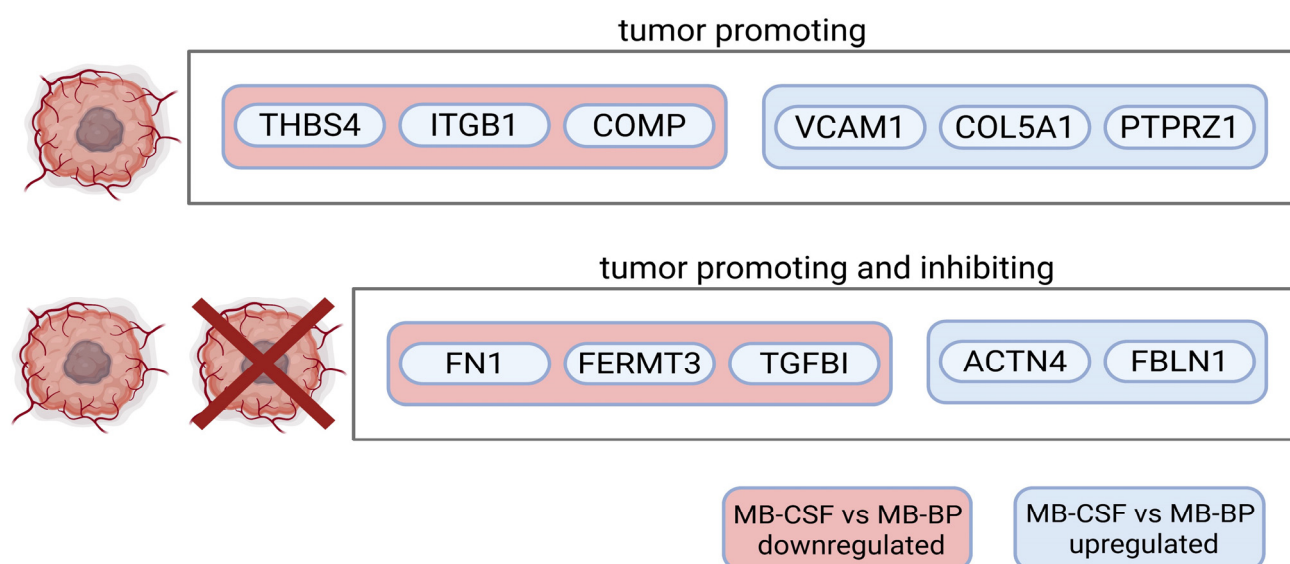 tumor promoting
THBS4 ITGB1 COMP VCAM1 COL5A1 PTPRZ1
tumor promoting and inhibiting
FN1 FERMT3 TGFBI ACTN4 FBLN1
MB-CSF vs MB-BP
downregulated
MB-CSF vs MB-BP
upregulated